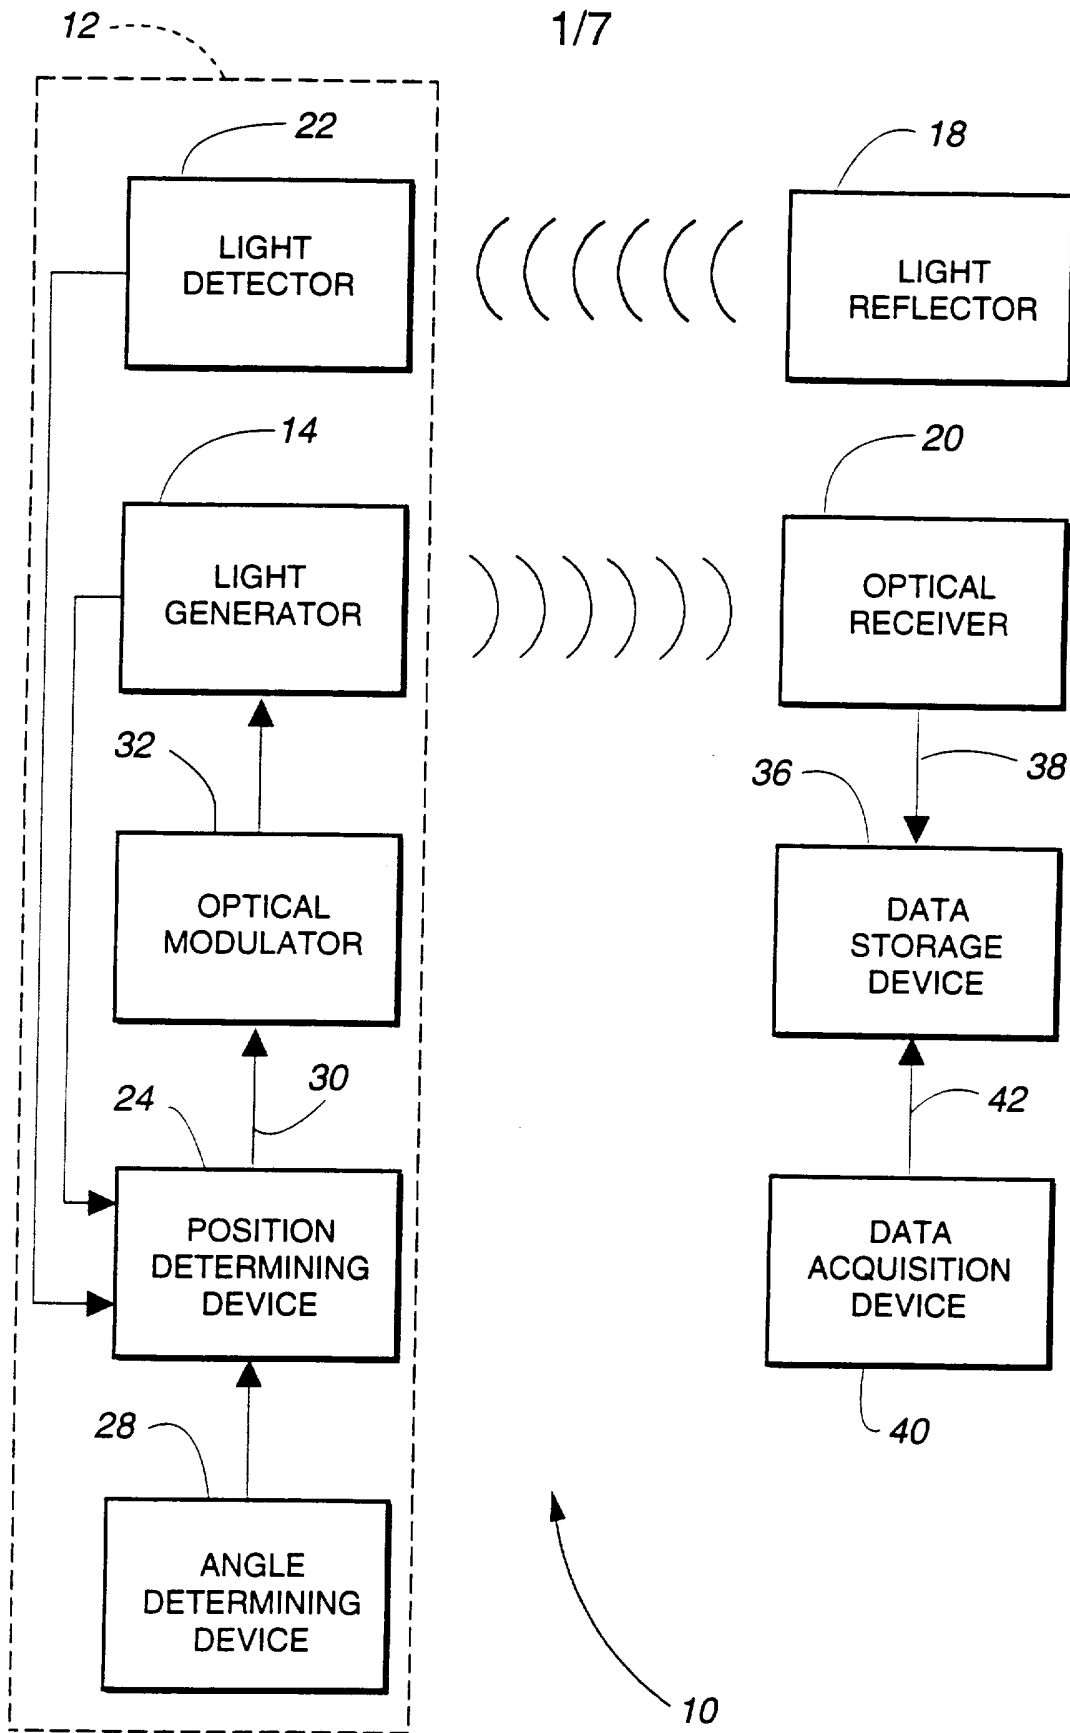 1/7
12
22
LIGHT
DETECTOR
18
LIGHT
REFLECTOR
14
LIGHT
GENERATOR
20
OPTICAL
RECEIVER
32
OPTICAL
MODULATOR
38
36
DATA
STORAGE
DEVICE
30
24
POSITION
DETERMINING
DEVICE
42
DATA
ACQUISITION
DEVICE
40
28
ANGLE
DETERMINING
DEVICE
10